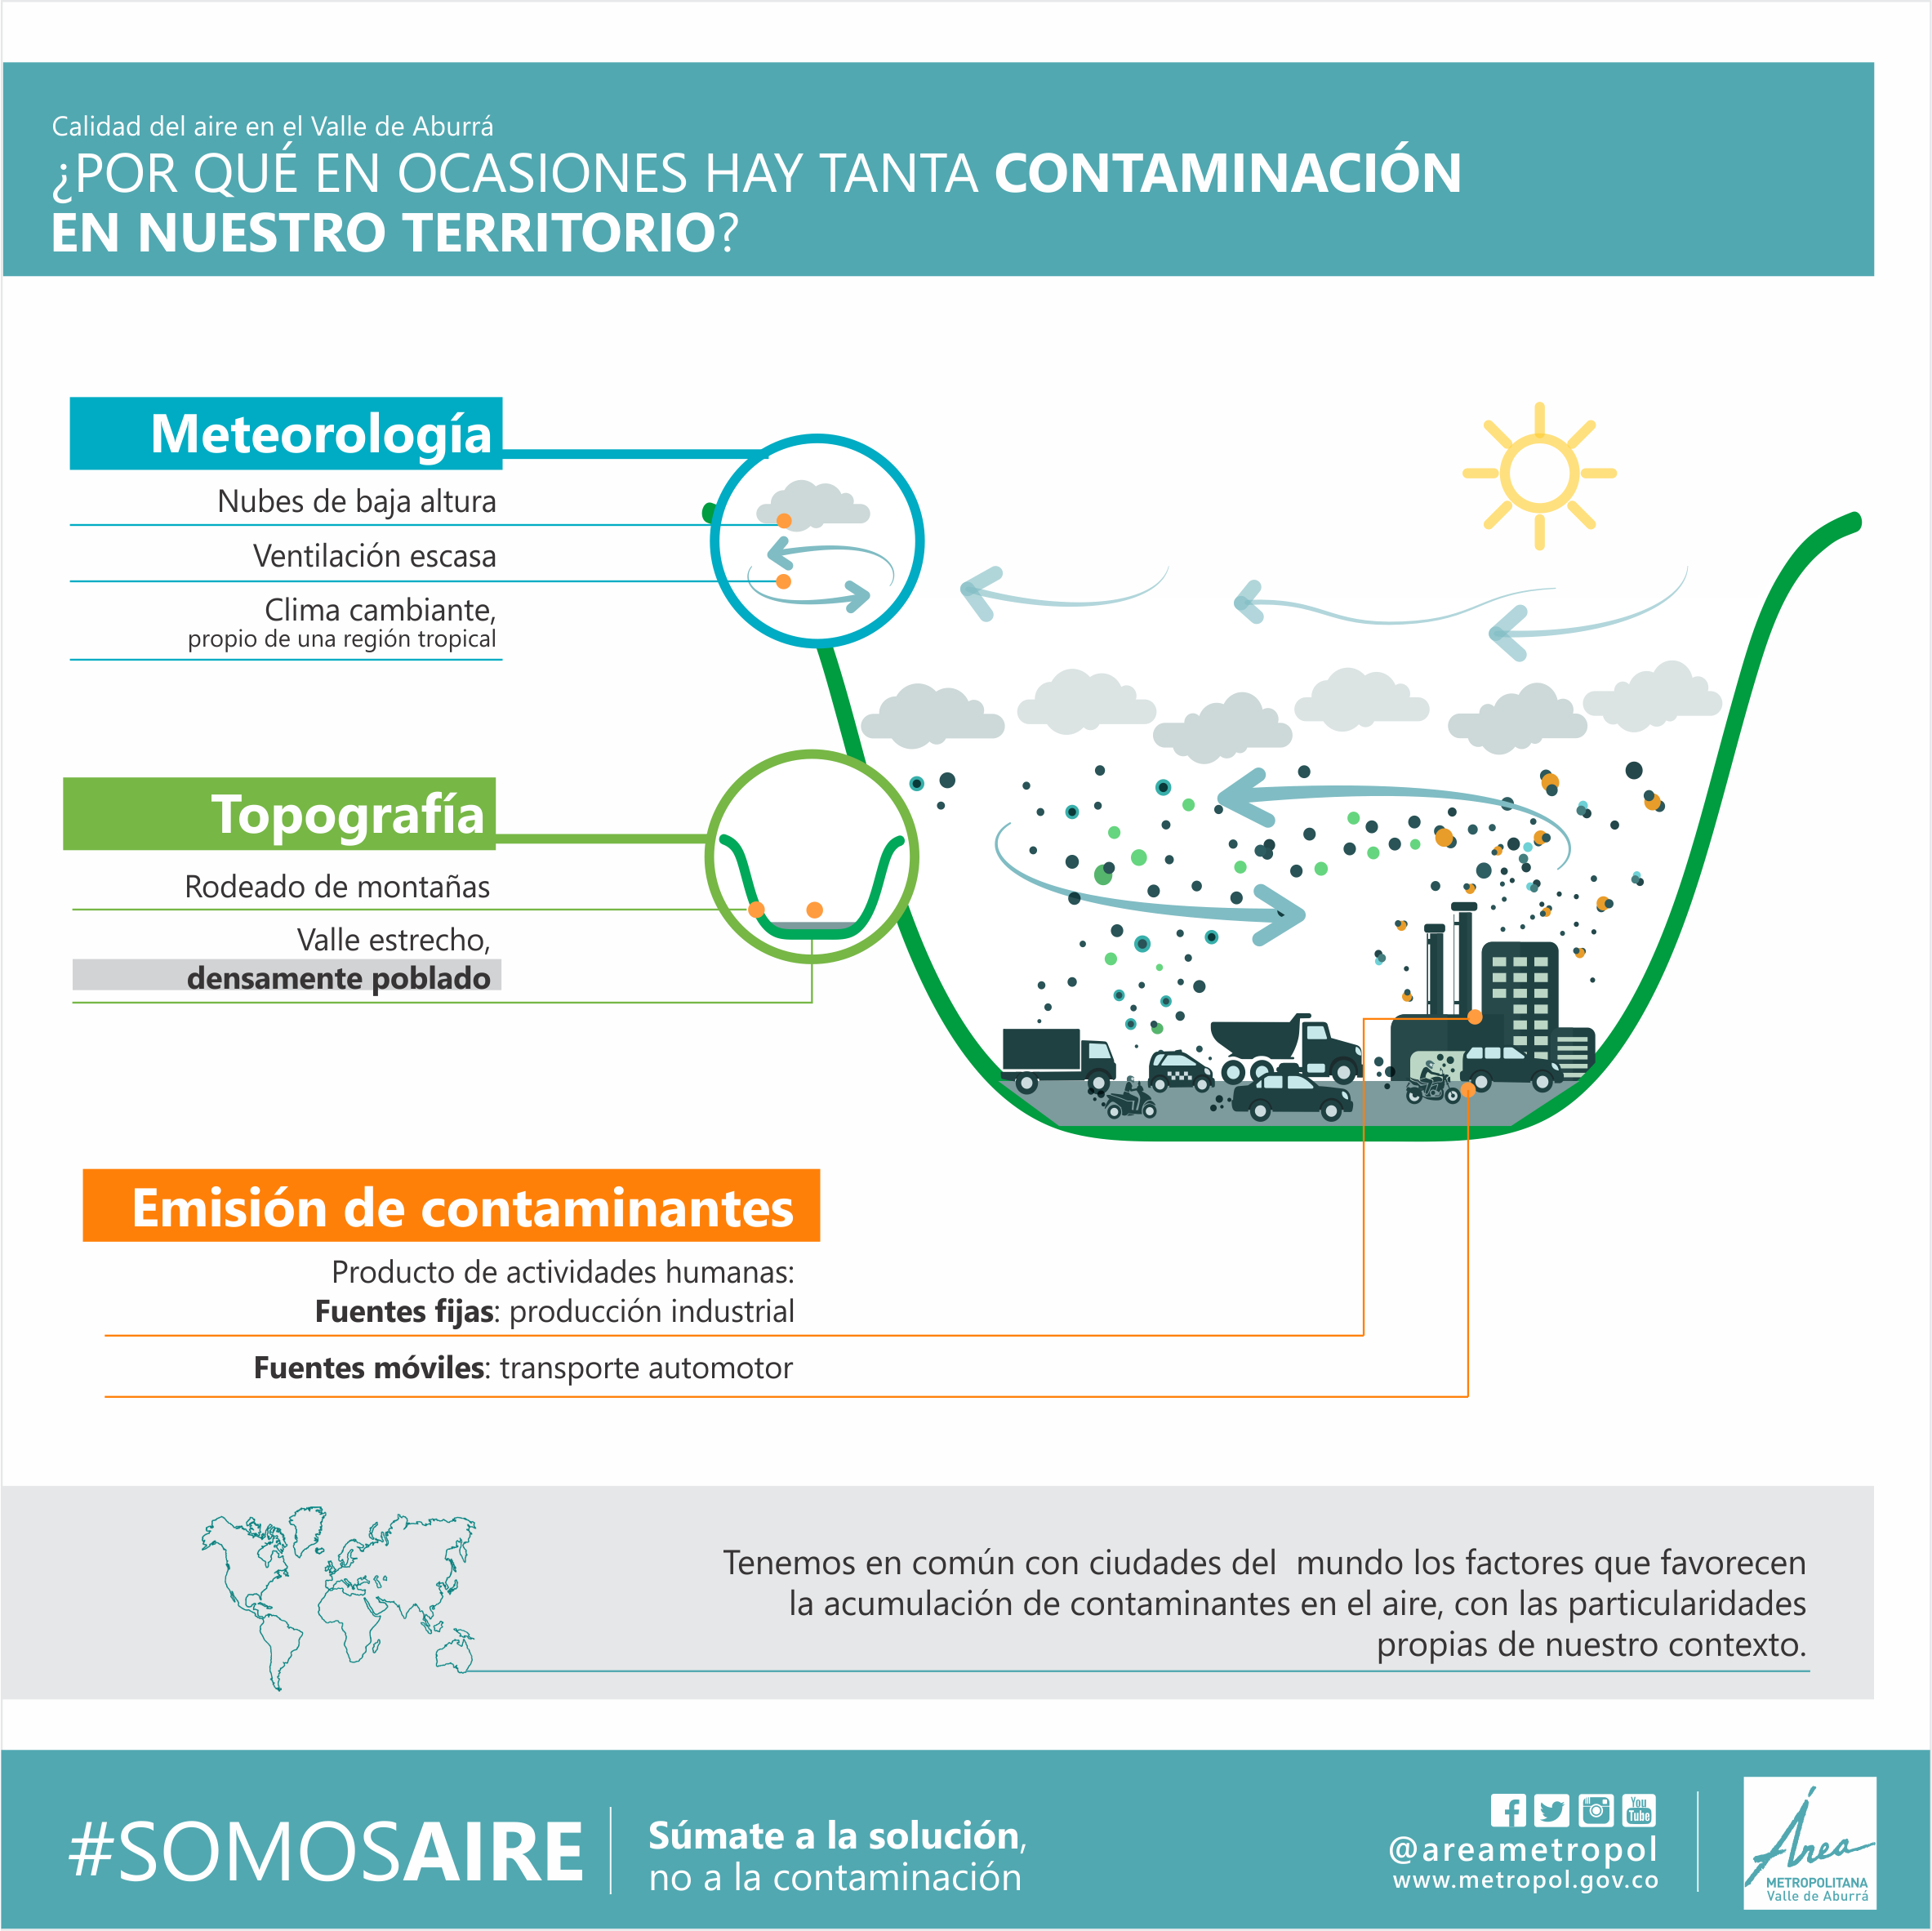 Calidad del aire en el Valle de Aburrá
¿POR QUÉ EN OCASIONES HAY TANTA CONTAMINACIÓN
EN NUESTRO TERRITORIO?
Meteorología
Nubes de baja altura
Ventilación escasa
Clima cambiante,
propio de una región tropical
Topografía
Rodeado de montañas
Valle estrecho,
densamente poblado
Emisión de contaminantes
Producto de actividades humanas:
Fuentes fijas: producción industrial
Fuentes móviles: transporte automotor
Tenemos en común con ciudades del mundo los factores que favorecen
la acumulación de contaminantes en el aire, con las particularidades
propias de nuestro contexto.
#SOMOSAIRE
Súmate a la solución,
no a la contaminación
You
Tube
@areametropol
www.metropol.gov.co
Área
METROPOLITANA
Valle de Aburrá